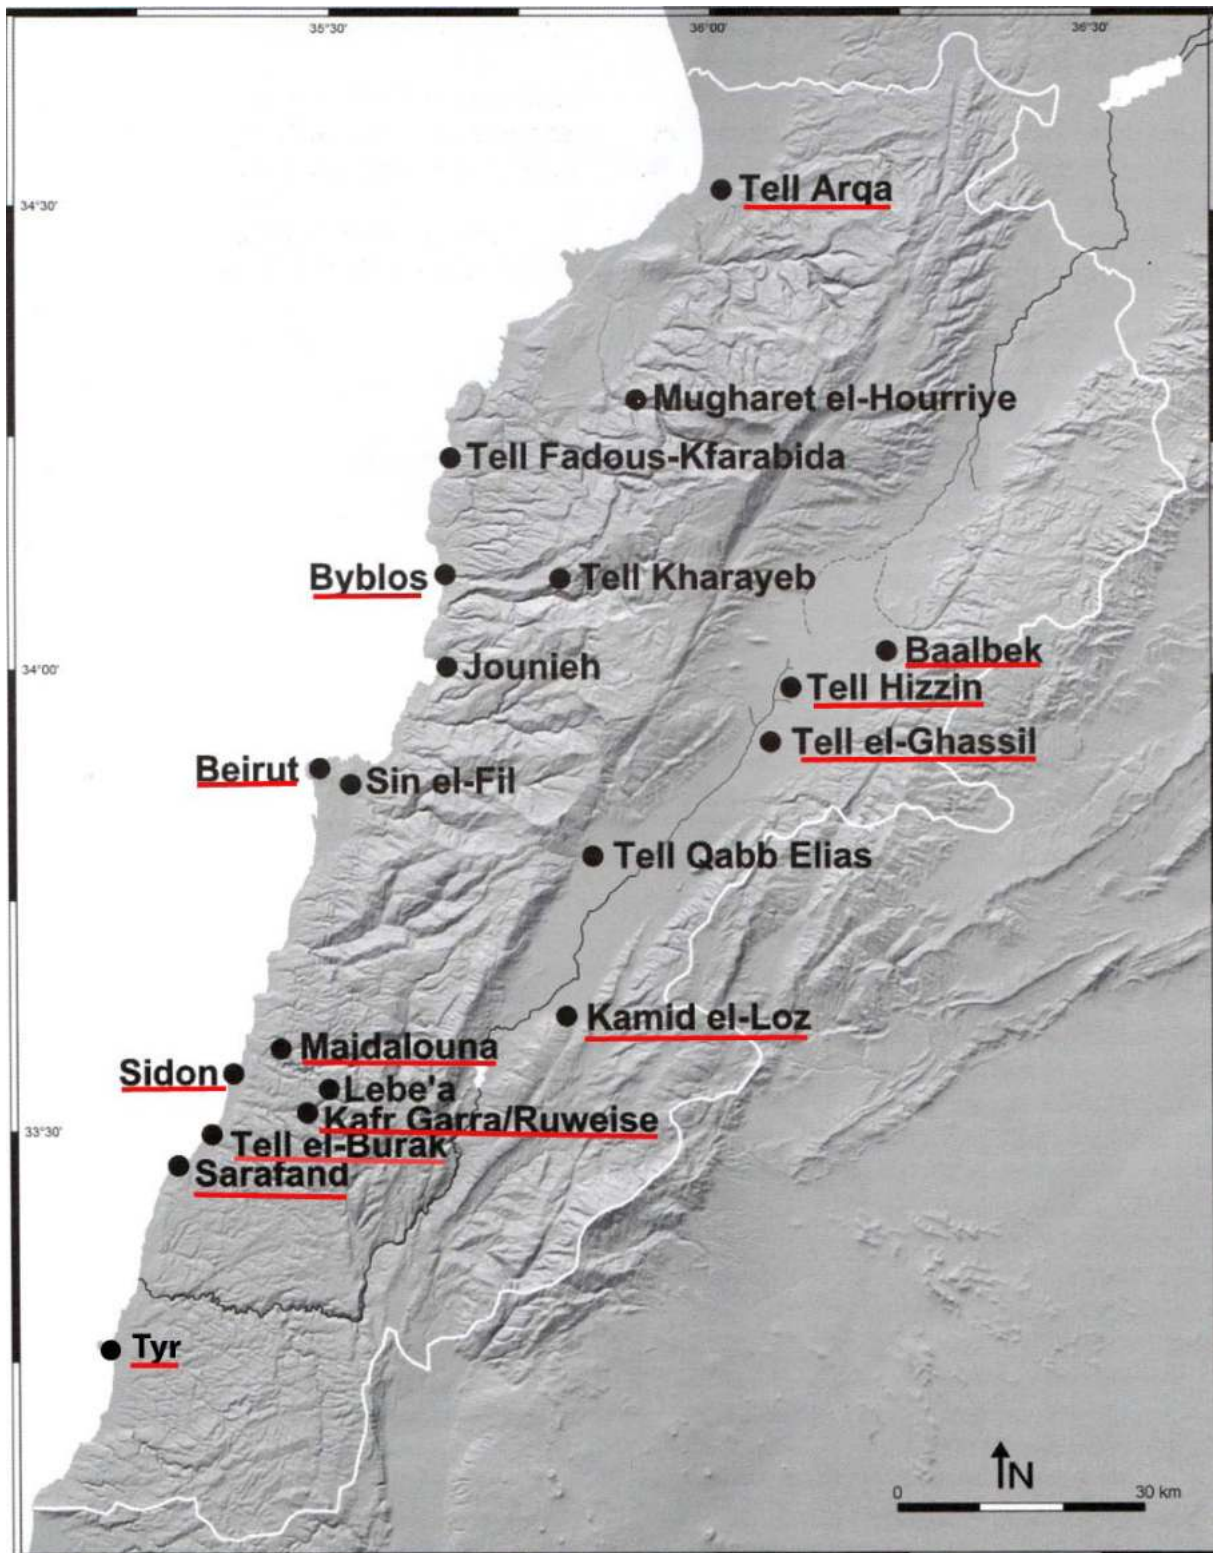 35°30'
36°00'
36°30'
Tell Arqa
34°30'
Mugharet el-Hourriye
Tell Fadous-Kfarabida
Byblos
Tell Kharayeb
Baalbek
34°00'
Jounieh
Tell Hizzin
Tell el-Ghassil
Beirut
Sin el-Fil
Tell Qabb Elias
Kamid el-Loz
Majdalouna
Sidon
Lebe'a
Kafr Garra/Ruweise
33°30'
Tell el-Burak
Sarafand
Tyr
N
0
30 km